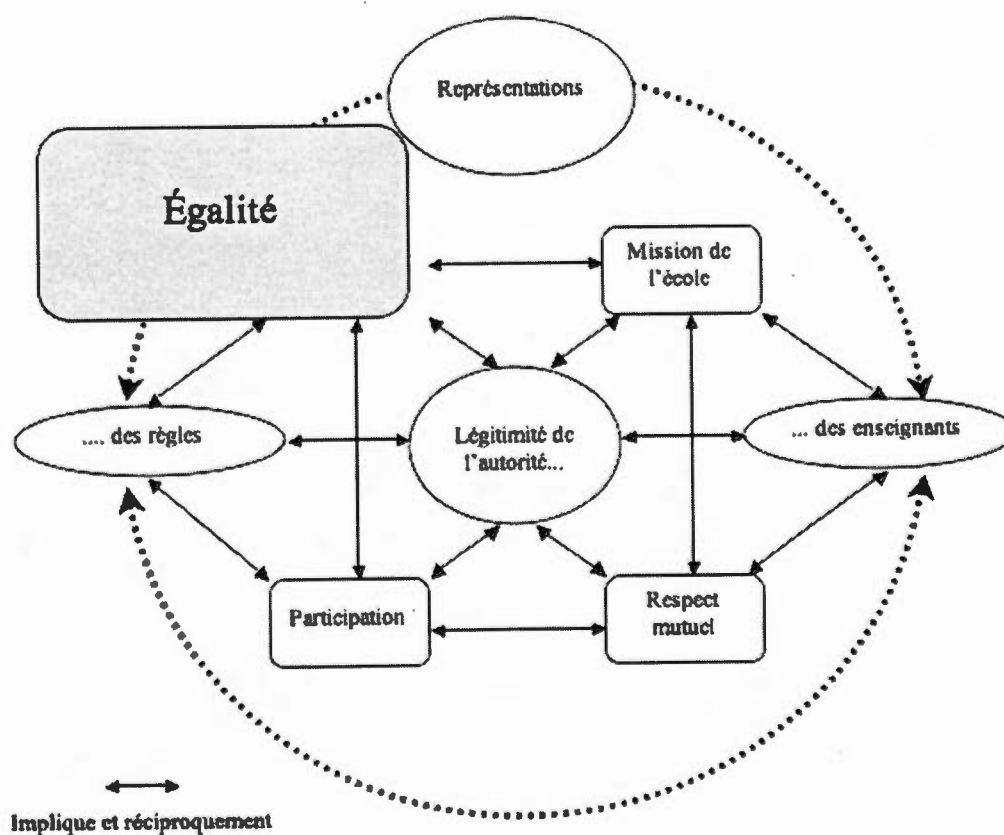 Représentations
Égalité
Mission de
l'école
.... des règles
Légitimité de
l'autorité...
... des enseignants
Participation
Respect
mutuel
Implique et réciproquement